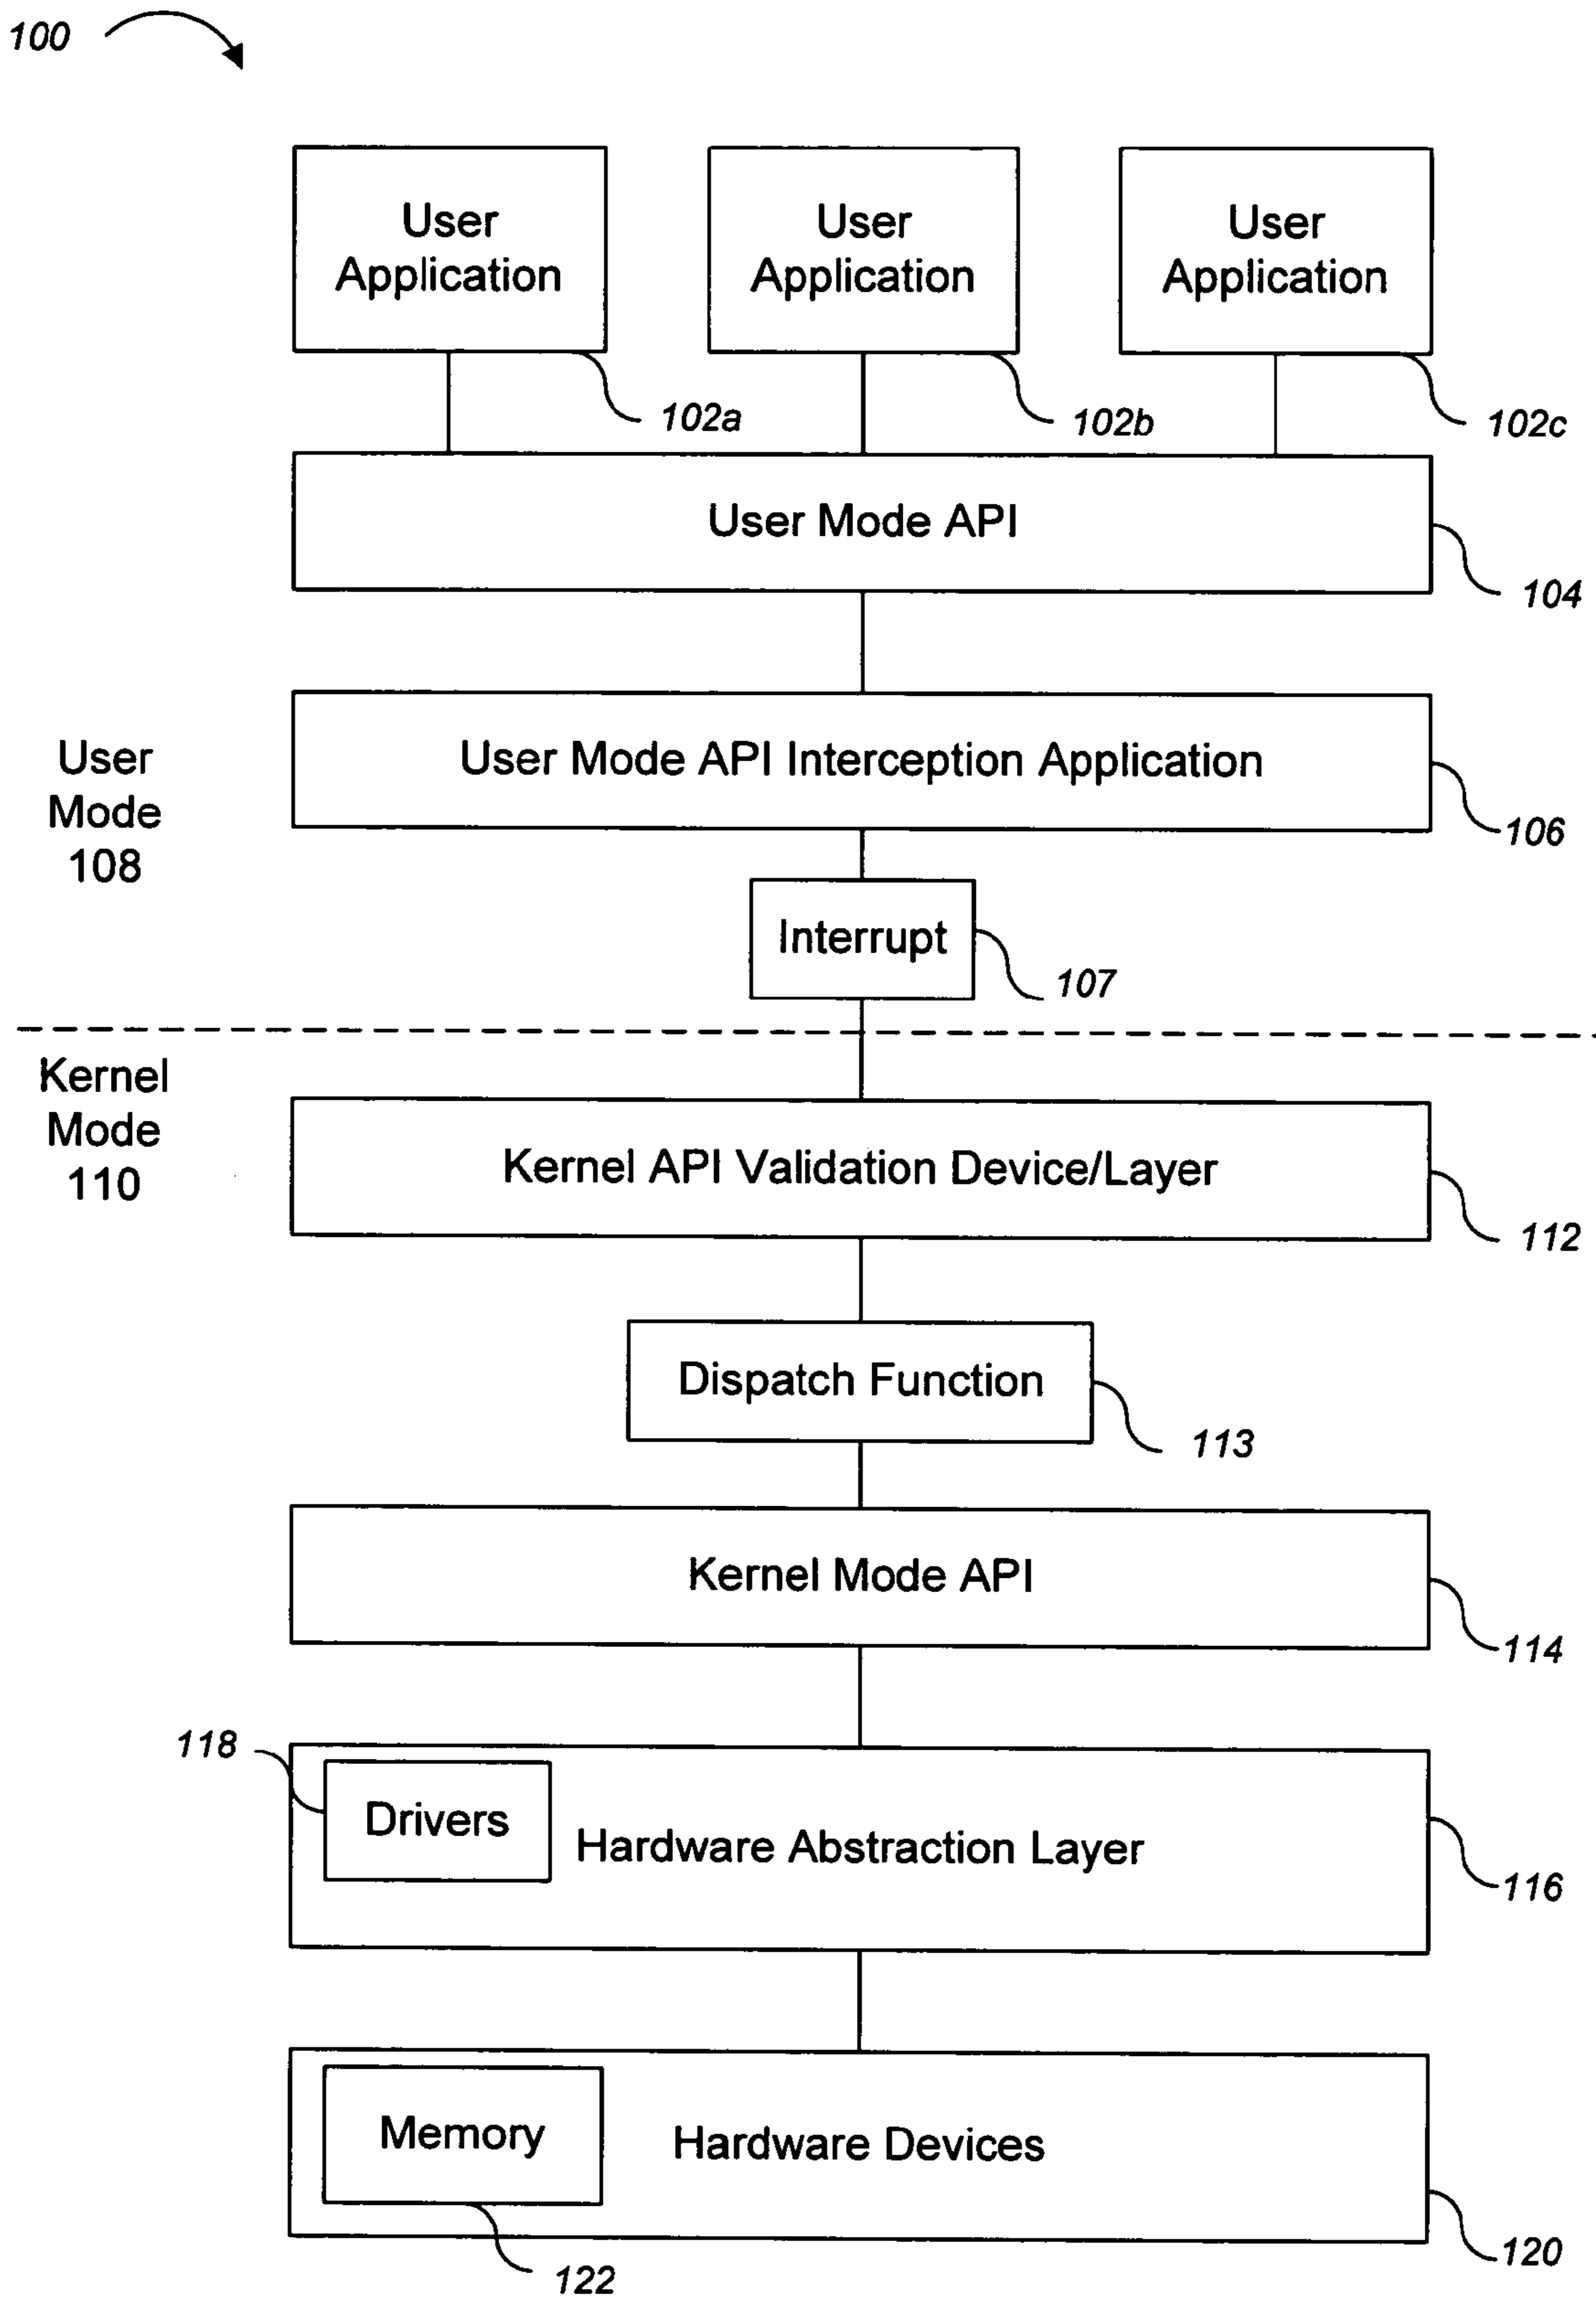 100
User
Application
User
Application
User
Application
102a
102b
102c
User Mode API
104
User Mode API Interception Application
106
User
Mode
108
Interrupt
107
Kernel
Mode
110
Kernel API Validation Device/Layer
112
Dispatch Function
113
Kernel Mode API
114
118
Drivers
Hardware Abstraction Layer
116
Memory
Hardware Devices
120
122